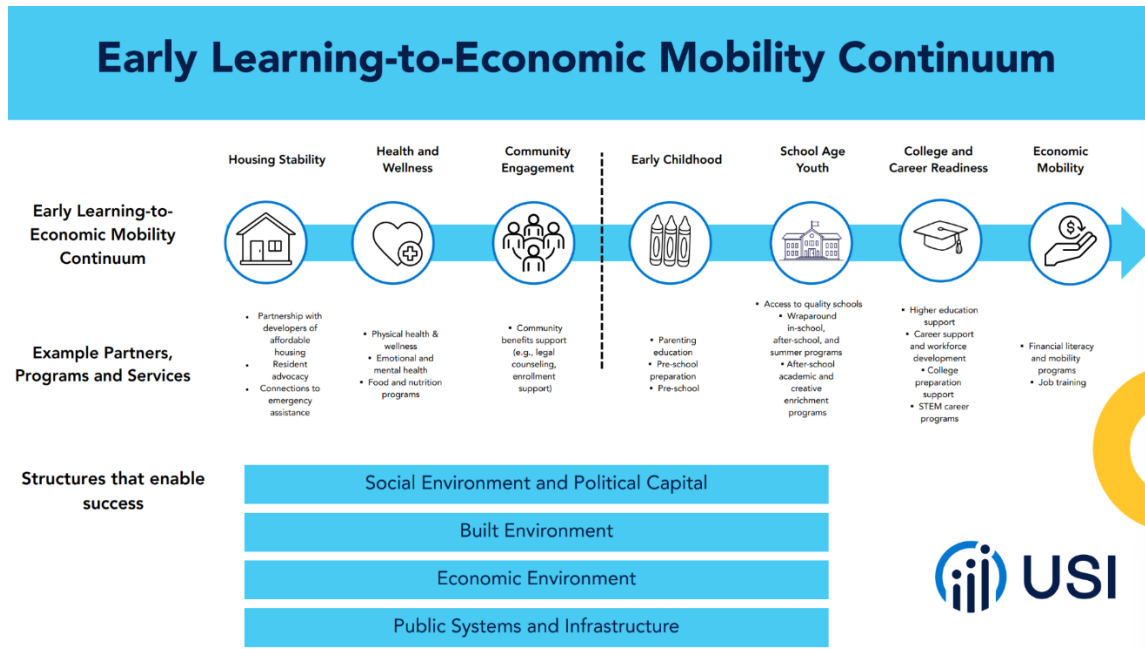 Early Learning-to-Economic Mobility Continuum
Housing Stability
Health and
Wellness
Community
Engagement
Early Childhood
School Age
Youth
College and
Career Readiness
Economic
Mobility
Early Learning-to-
Economic Mobility
Continuum
Example Partners,
Programs and Services
• Partnership with
developers of
affordable
housing
• Resident
advocacy
• Connections to
emergency
assistance
• Physical health &
wellness
• Emotional and
mental health
• Food and nutrition
programs
• Community
benefits support
(e.g., legal
counseling,
enrollment
support)
• Parenting
education
• Pre-school
preparation
• Pre-school
• Access to quality schools
• Wraparound
in-school,
after-school, and
summer programs
• After-school
academic and
creative
enrichment
programs
• Higher education
support
• Career support
and workforce
development
• College
preparation
support
• STEM career
programs
• Financial literacy
and mobility
programs
• Job training
Structures that enable
success
Social Environment and Political Capital
Built Environment
Economic Environment
Public Systems and Infrastructure
USI